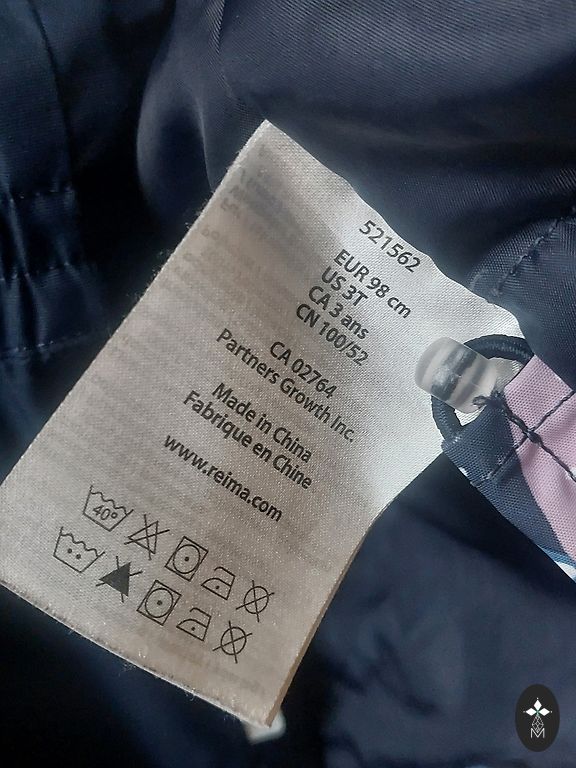 521562
EUR 98 cm
US 3T
CA 3 ans
CN 100/52
CA 02764
Partners Growth Inc.
Made in China
Fabrique en Chine
www.reima.com
40°
M